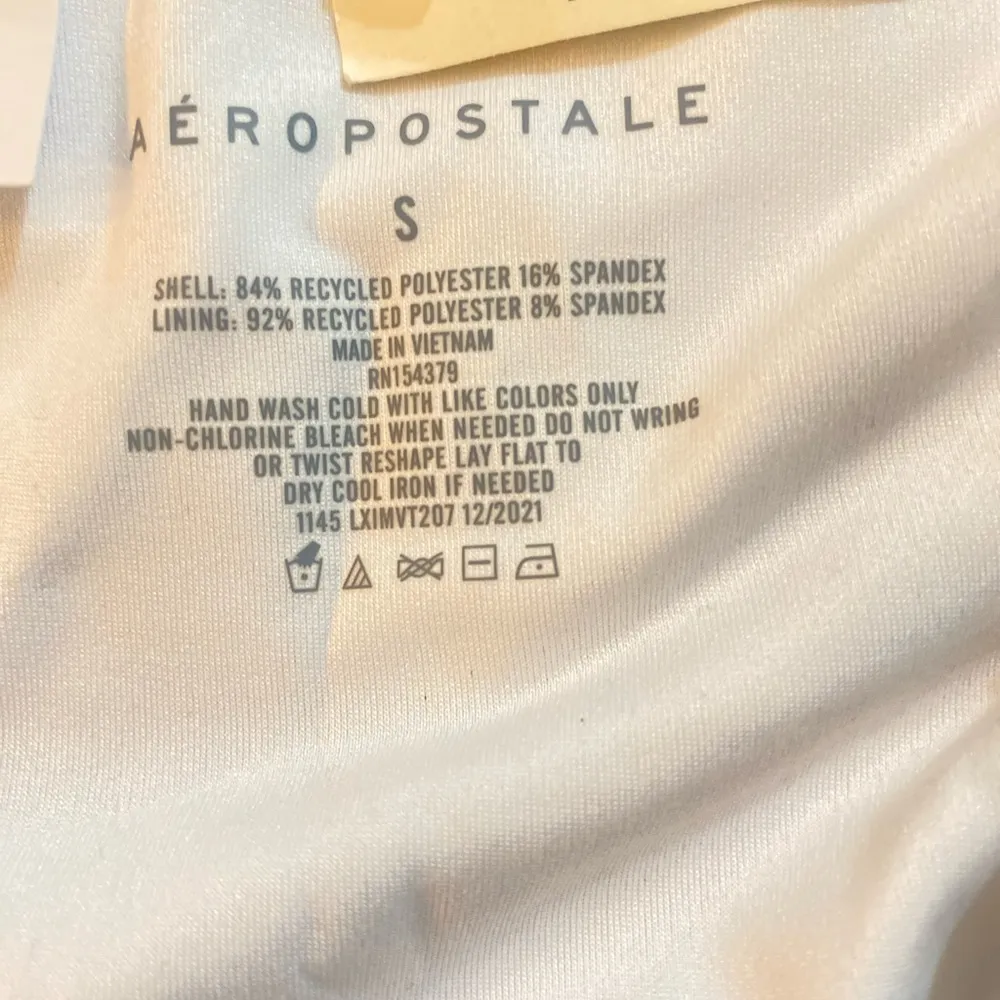 AÉROPOSTALE
S
SHELL: 84% RECYCLED POLYESTER 16% SPANDEX
LINING: 92% RECYCLED POLYESTER 8% SPANDEX
MADE IN VIETNAM
RN154379
HAND WASH COLD WITH LIKE COLORS ONLY
NON-CHLORINE BLEACH WHEN NEEDED DO NOT WRING
OR TWIST RESHAPE LAY FLAT TO
DRY COOL IRON IF NEEDED
1145 LXIMVT207 12/2021